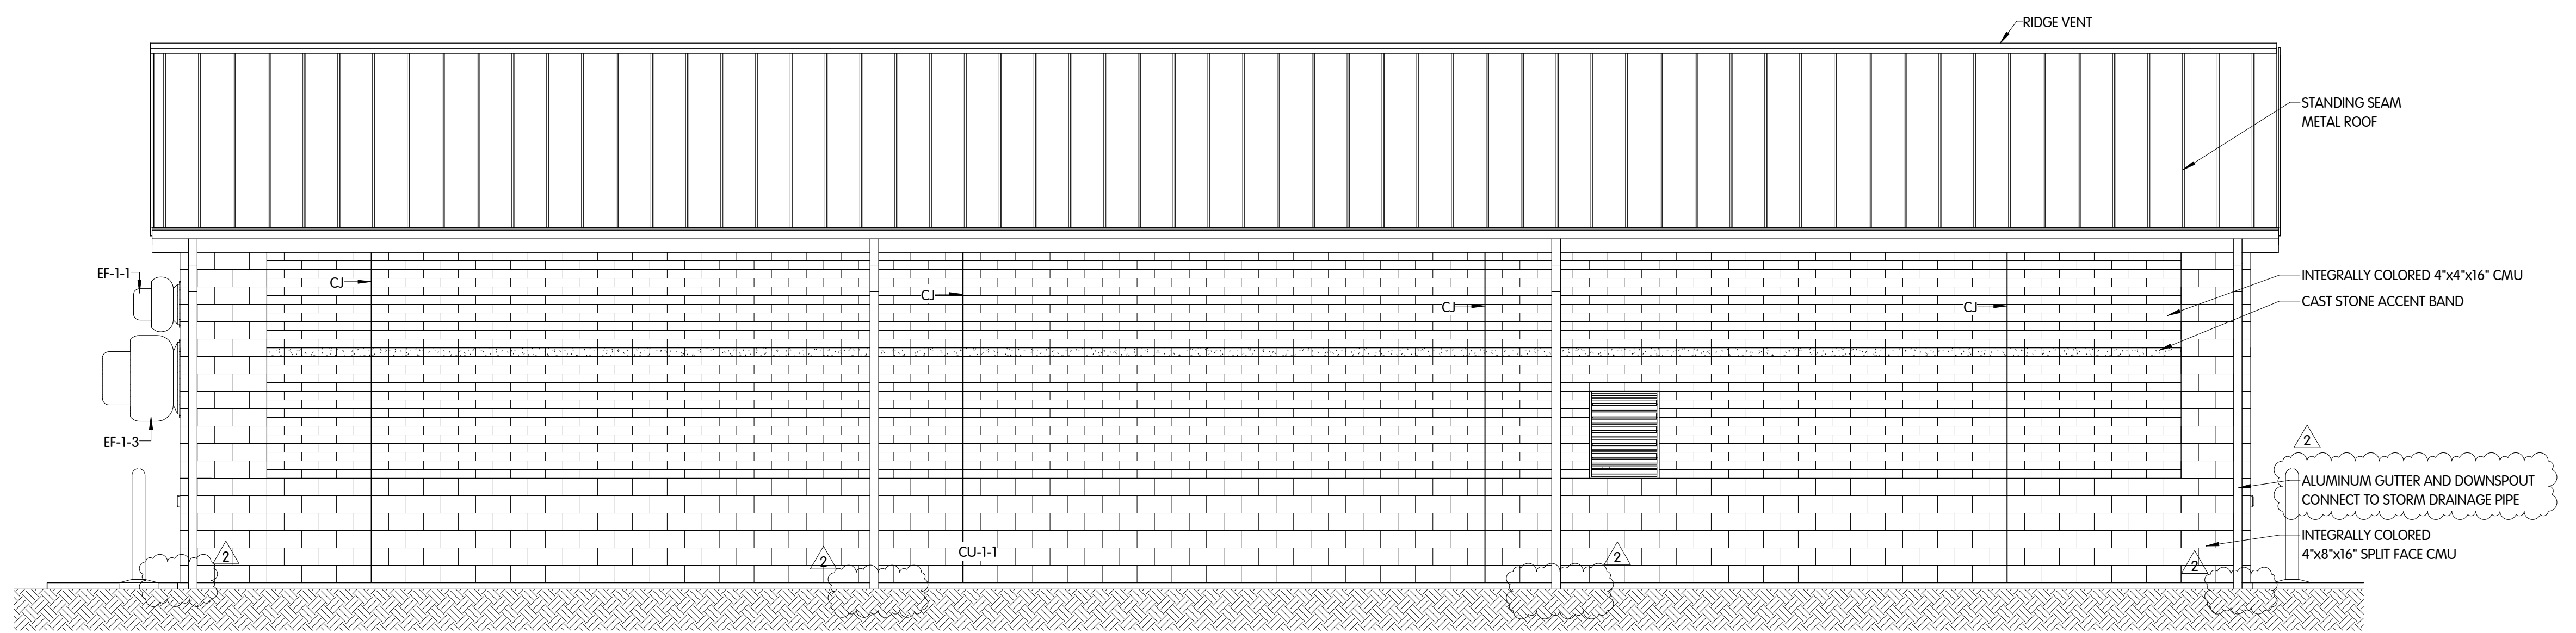 RIDGE VENT
STANDING SEAM
METAL ROOF
EF-1-1
CJ
CJ
CJ
CJ
INTEGRALLY COLORED 4"x4"x16" CMU
CAST STONE ACCENT BAND
EF-1-3
2
ALUMINUM GUTTER AND DOWNSPOUT
CONNECT TO STORM DRAINAGE PIPE
INTEGRALLY COLORED
4"x8"x16" SPLIT FACE CMU
CU-1-1
2
2
2
2